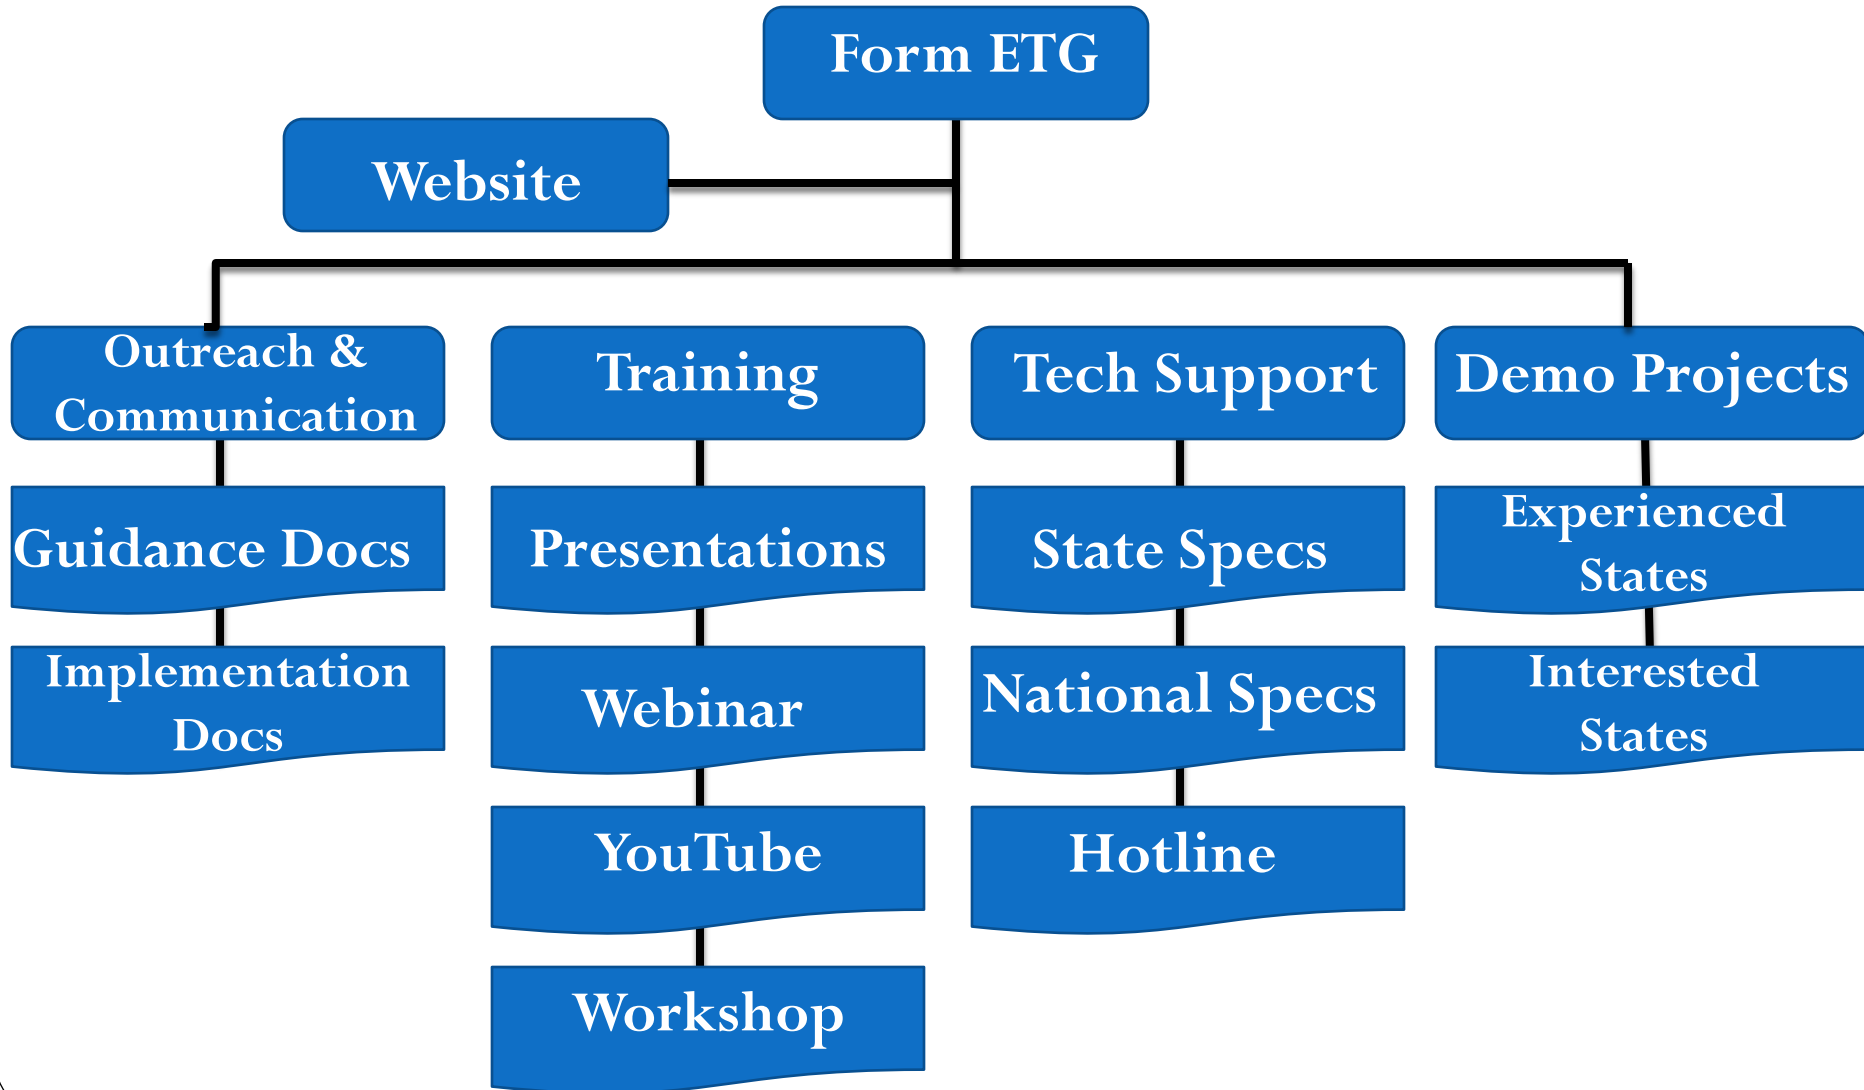 Form ETG
Website
Outreach &
Communication
Training
Tech Support
Demo Projects
Guidance Docs
Presentations
State Specs
Experienced
States
Implementation
Docs
Webinar
National Specs
Interested
States
YouTube
Hotline
Workshop